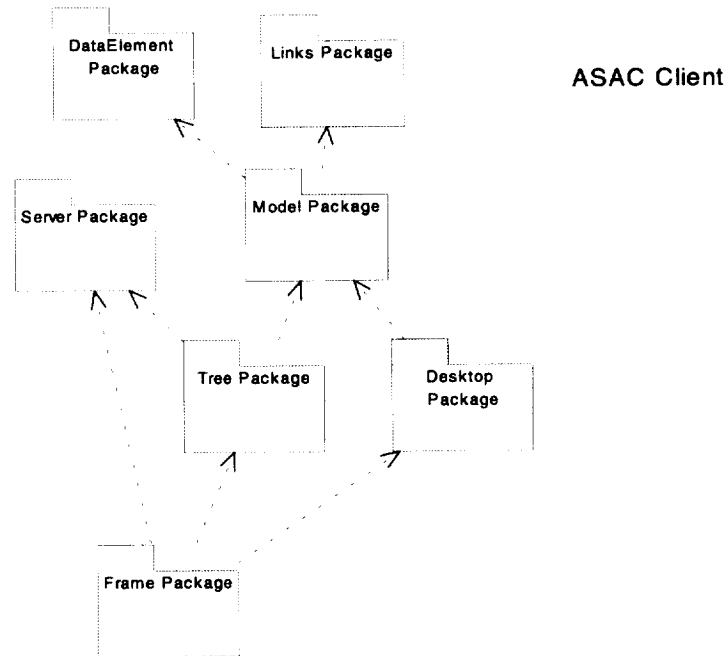 DataElement
Package
Links Package
ASAC Client
Server Package
Model Package
Tree Package
Desktop
Package
Frame Package